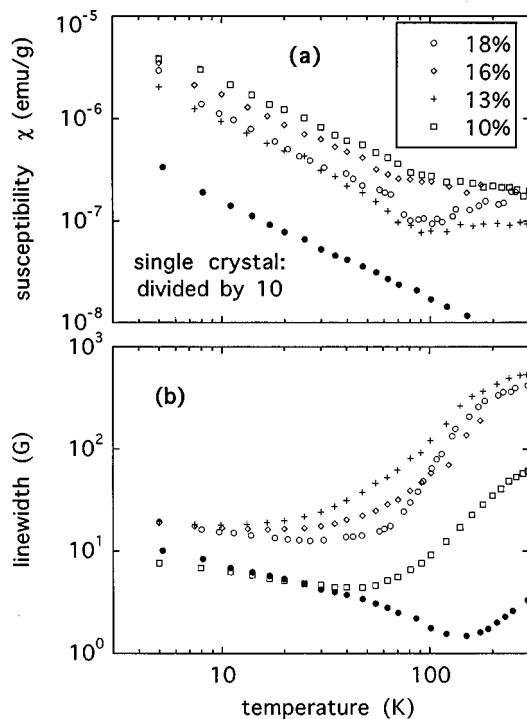 10⁻⁵
(a)
18%
16%
13%
10%
10⁻⁶
10⁻⁷
10⁻⁸
susceptibility χ (emu/g)
single crystal:
divided by 10
10³
(b)
10²
10¹
10⁰
linewidth (G)
10
100
temperature (K)